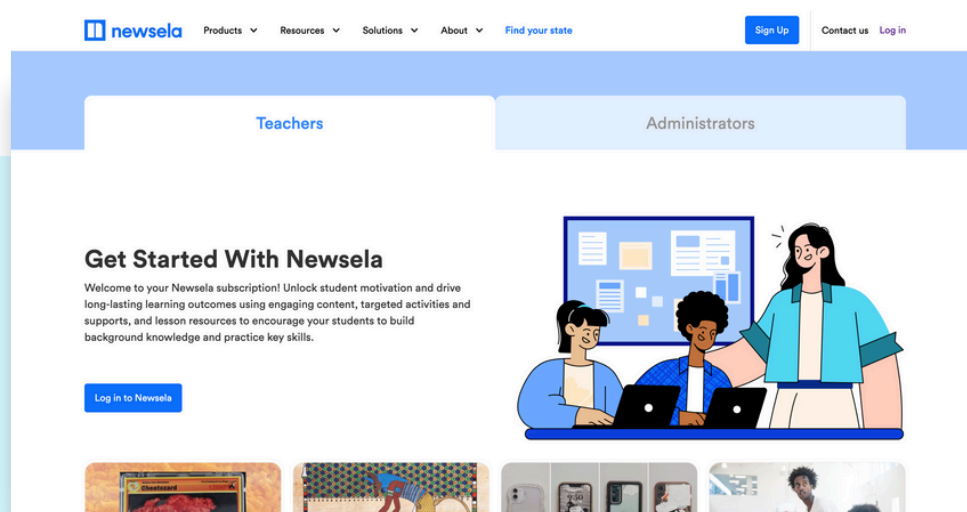 newsela
Products
Resources
Solutions
About
Find your state
Sign Up
Contact us
Log in
Teachers
Administrators
Get Started With Newsela
Welcome to your Newsela subscription! Unlock student motivation and drive
long-lasting learning outcomes using engaging content, targeted activities and
supports, and lesson resources to encourage your students to build
background knowledge and practice key skills.
Log in to Newsela
Cheetozard
9:50